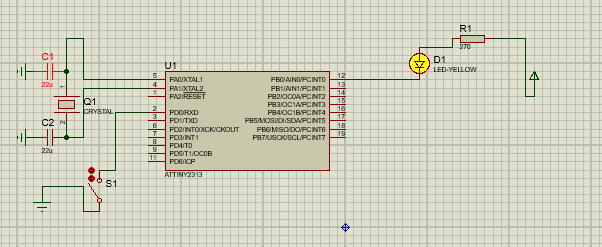 R1
270
D1
LED-YELLOW
C1
22u
Q1
CRYSTAL
1
2
C2
22u
S1
U1
5 PA0/XTAL1 PB0/AIN0/PCINT0 12
4 PA1/XTAL2 PB1/AIN1/PCINT1 13
1 PA2/RESET PB2/OC0A/PCINT2 14
PB3/OC1A/PCINT3 15
2 PD0/RXD PB4/OC1B/PCINT4 16
3 PD1/TXD PB5/MOSI/DI/SDA/PCINT5 17
6 PD2/INT0/XCK/CKOUT PB6/MISO/DO/PCINT6 18
7 PD3/INT1 PB7/USCK/SCL/PCINT7 19
8 PD4/T0
9 PD5/T1/OC0B
11 PD6/ICP
ATTINY2313